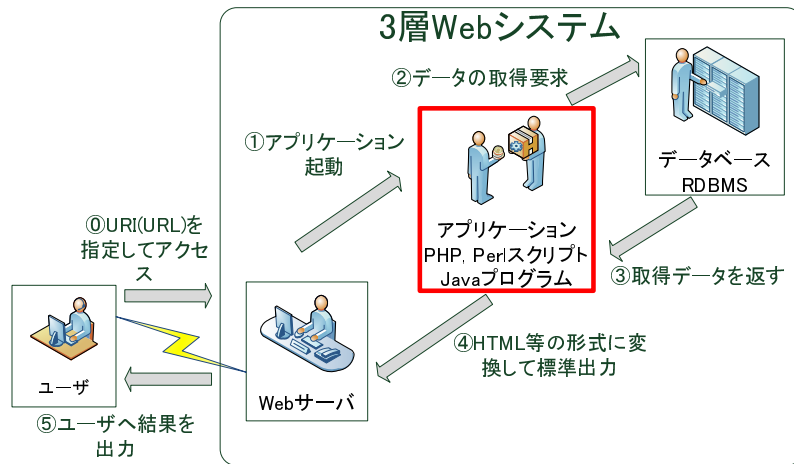 3層Webシステム
②データの取得要求
①アプリケーション
起動
データベース
RDBMS
⓪URI(URL)を
指定してアクセ
ス
アプリケーション
PHP, Perlスクリプト
Javaプログラム
③取得データを返す
④HTML等の形式に変
換して標準出力
ユーザ
Webサーバ
⑤ユーザへ結果を
出力